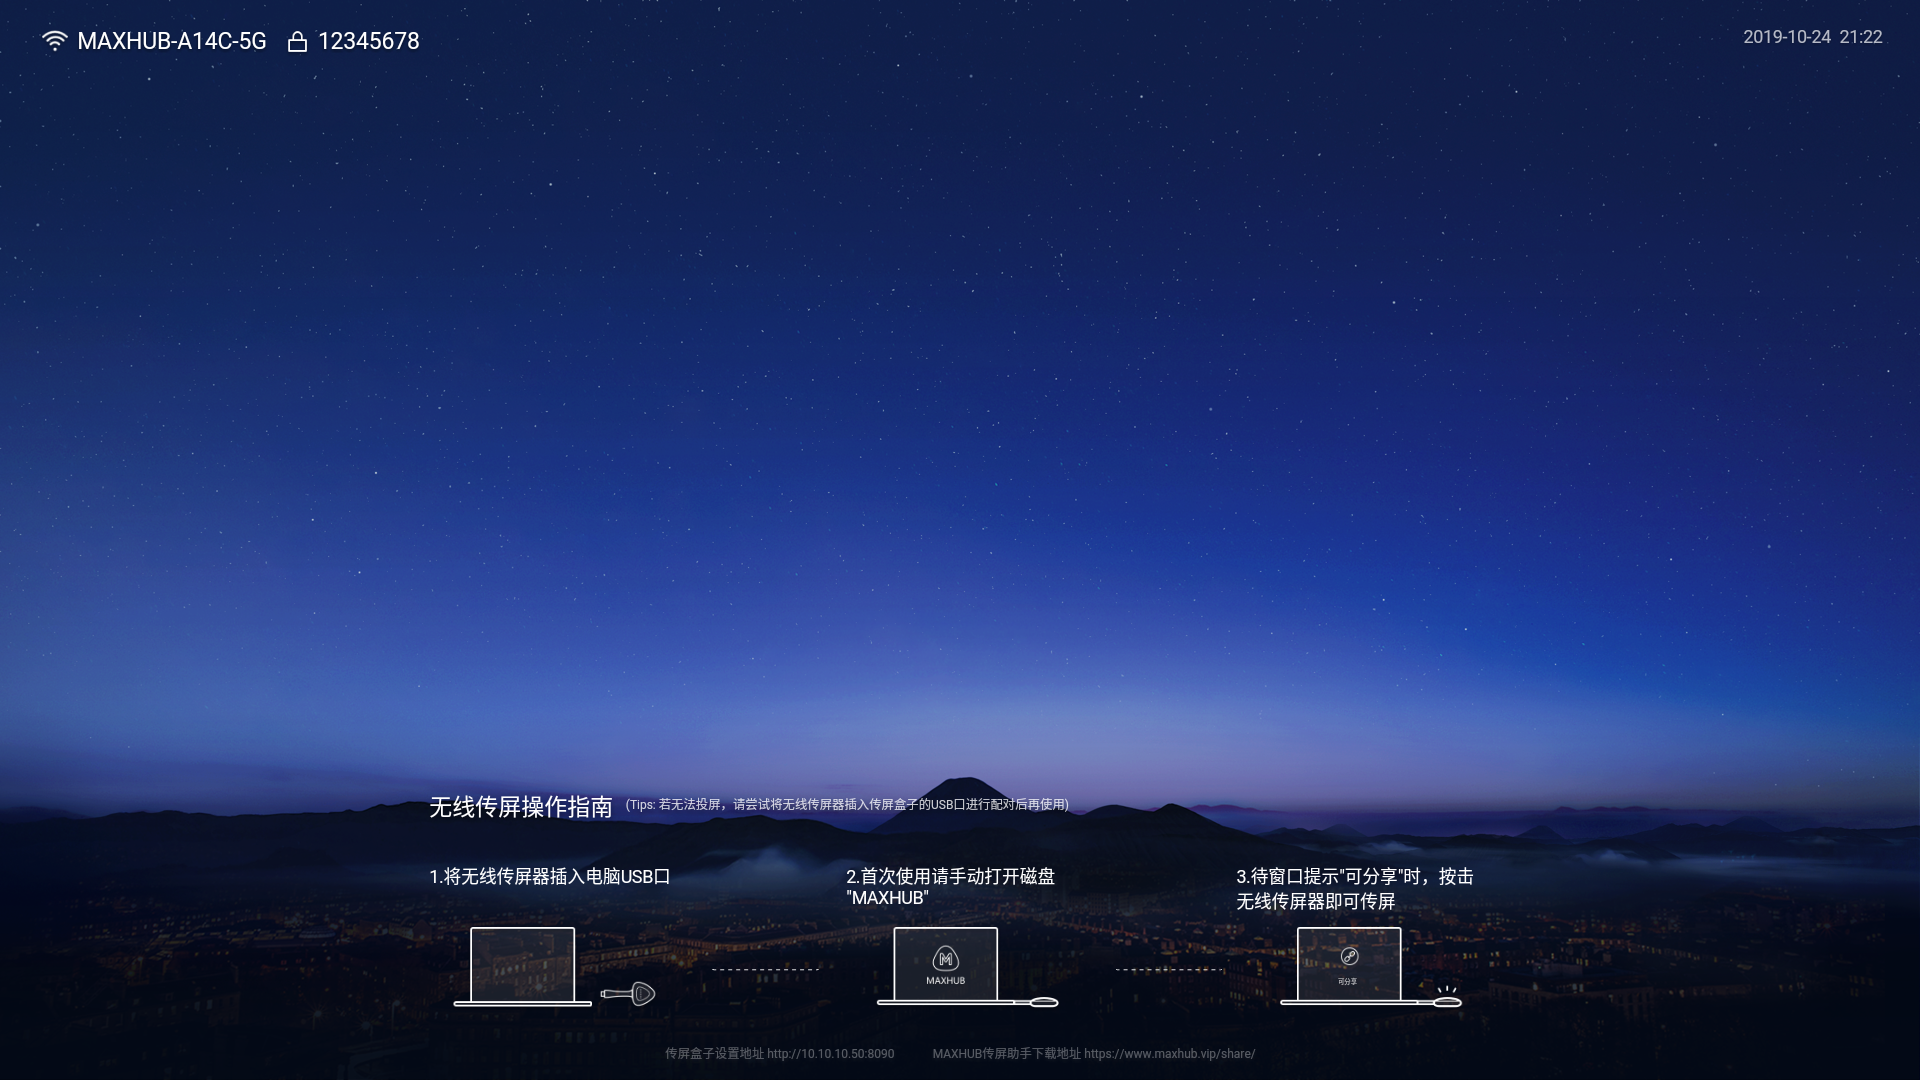 MAXHUB-A14C-5G 12345678
2019-10-24 21:22
无线传屏操作指南 (Tips: 若无法投屏，请尝试将无线传屏器插入传屏盒子的USB口进行配对后再使用)
1.将无线传屏器插入电脑USB口
2.首次使用请手动打开磁盘
"MAXHUB"
3.待窗口提示"可分享"时，按击
无线传屏器即可传屏
MAXHUB
可分享
传屏盒子设置地址 http://10.10.10.50:8090 MAXHUB传屏助手下载地址 https://www.maxhub.vip/share/